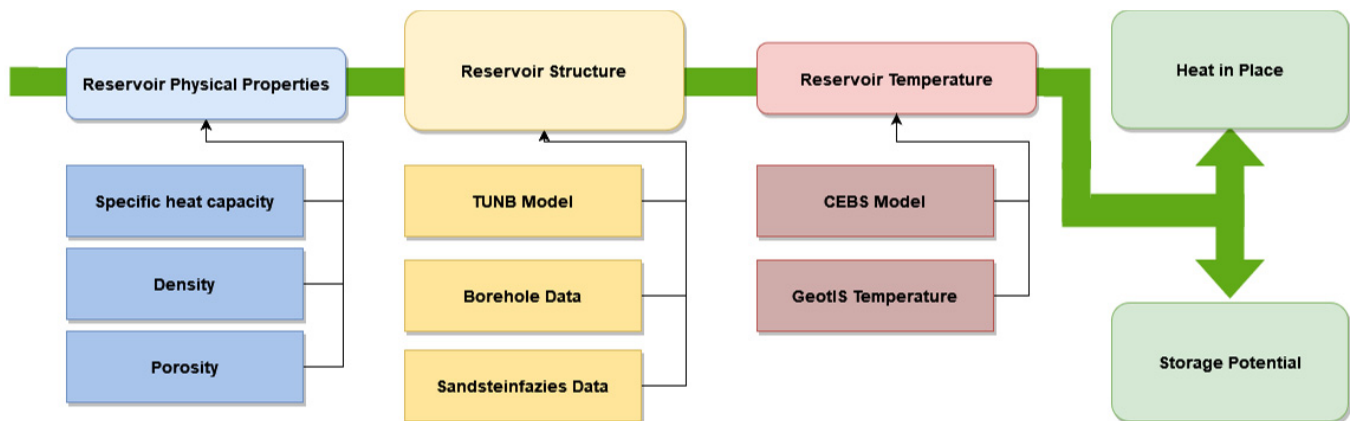 Reservoir Physical Properties
Specific heat capacity
Density
Porosity
Reservoir Structure
TUNB Model
Borehole Data
Sandsteinfazies Data
Reservoir Temperature
CEBS Model
GeotIS Temperature
Heat in Place
Storage Potential